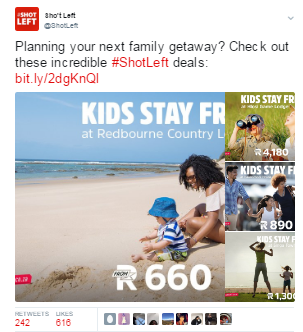 #SHOT
LEFT
Sho't Left
@ShotLeft
Planning your next family getaway? Check out
these incredible #ShotLeft deals:
bit.ly/2dgKnQl
KIDS STAY FR
at Redbourne Country L
FROM
R 660
KIDS STAY FR
R 4,180
KIDS STAY FR
R 890
KIDS STAY F
R 1,300
RETWEETS LIKES
242 616